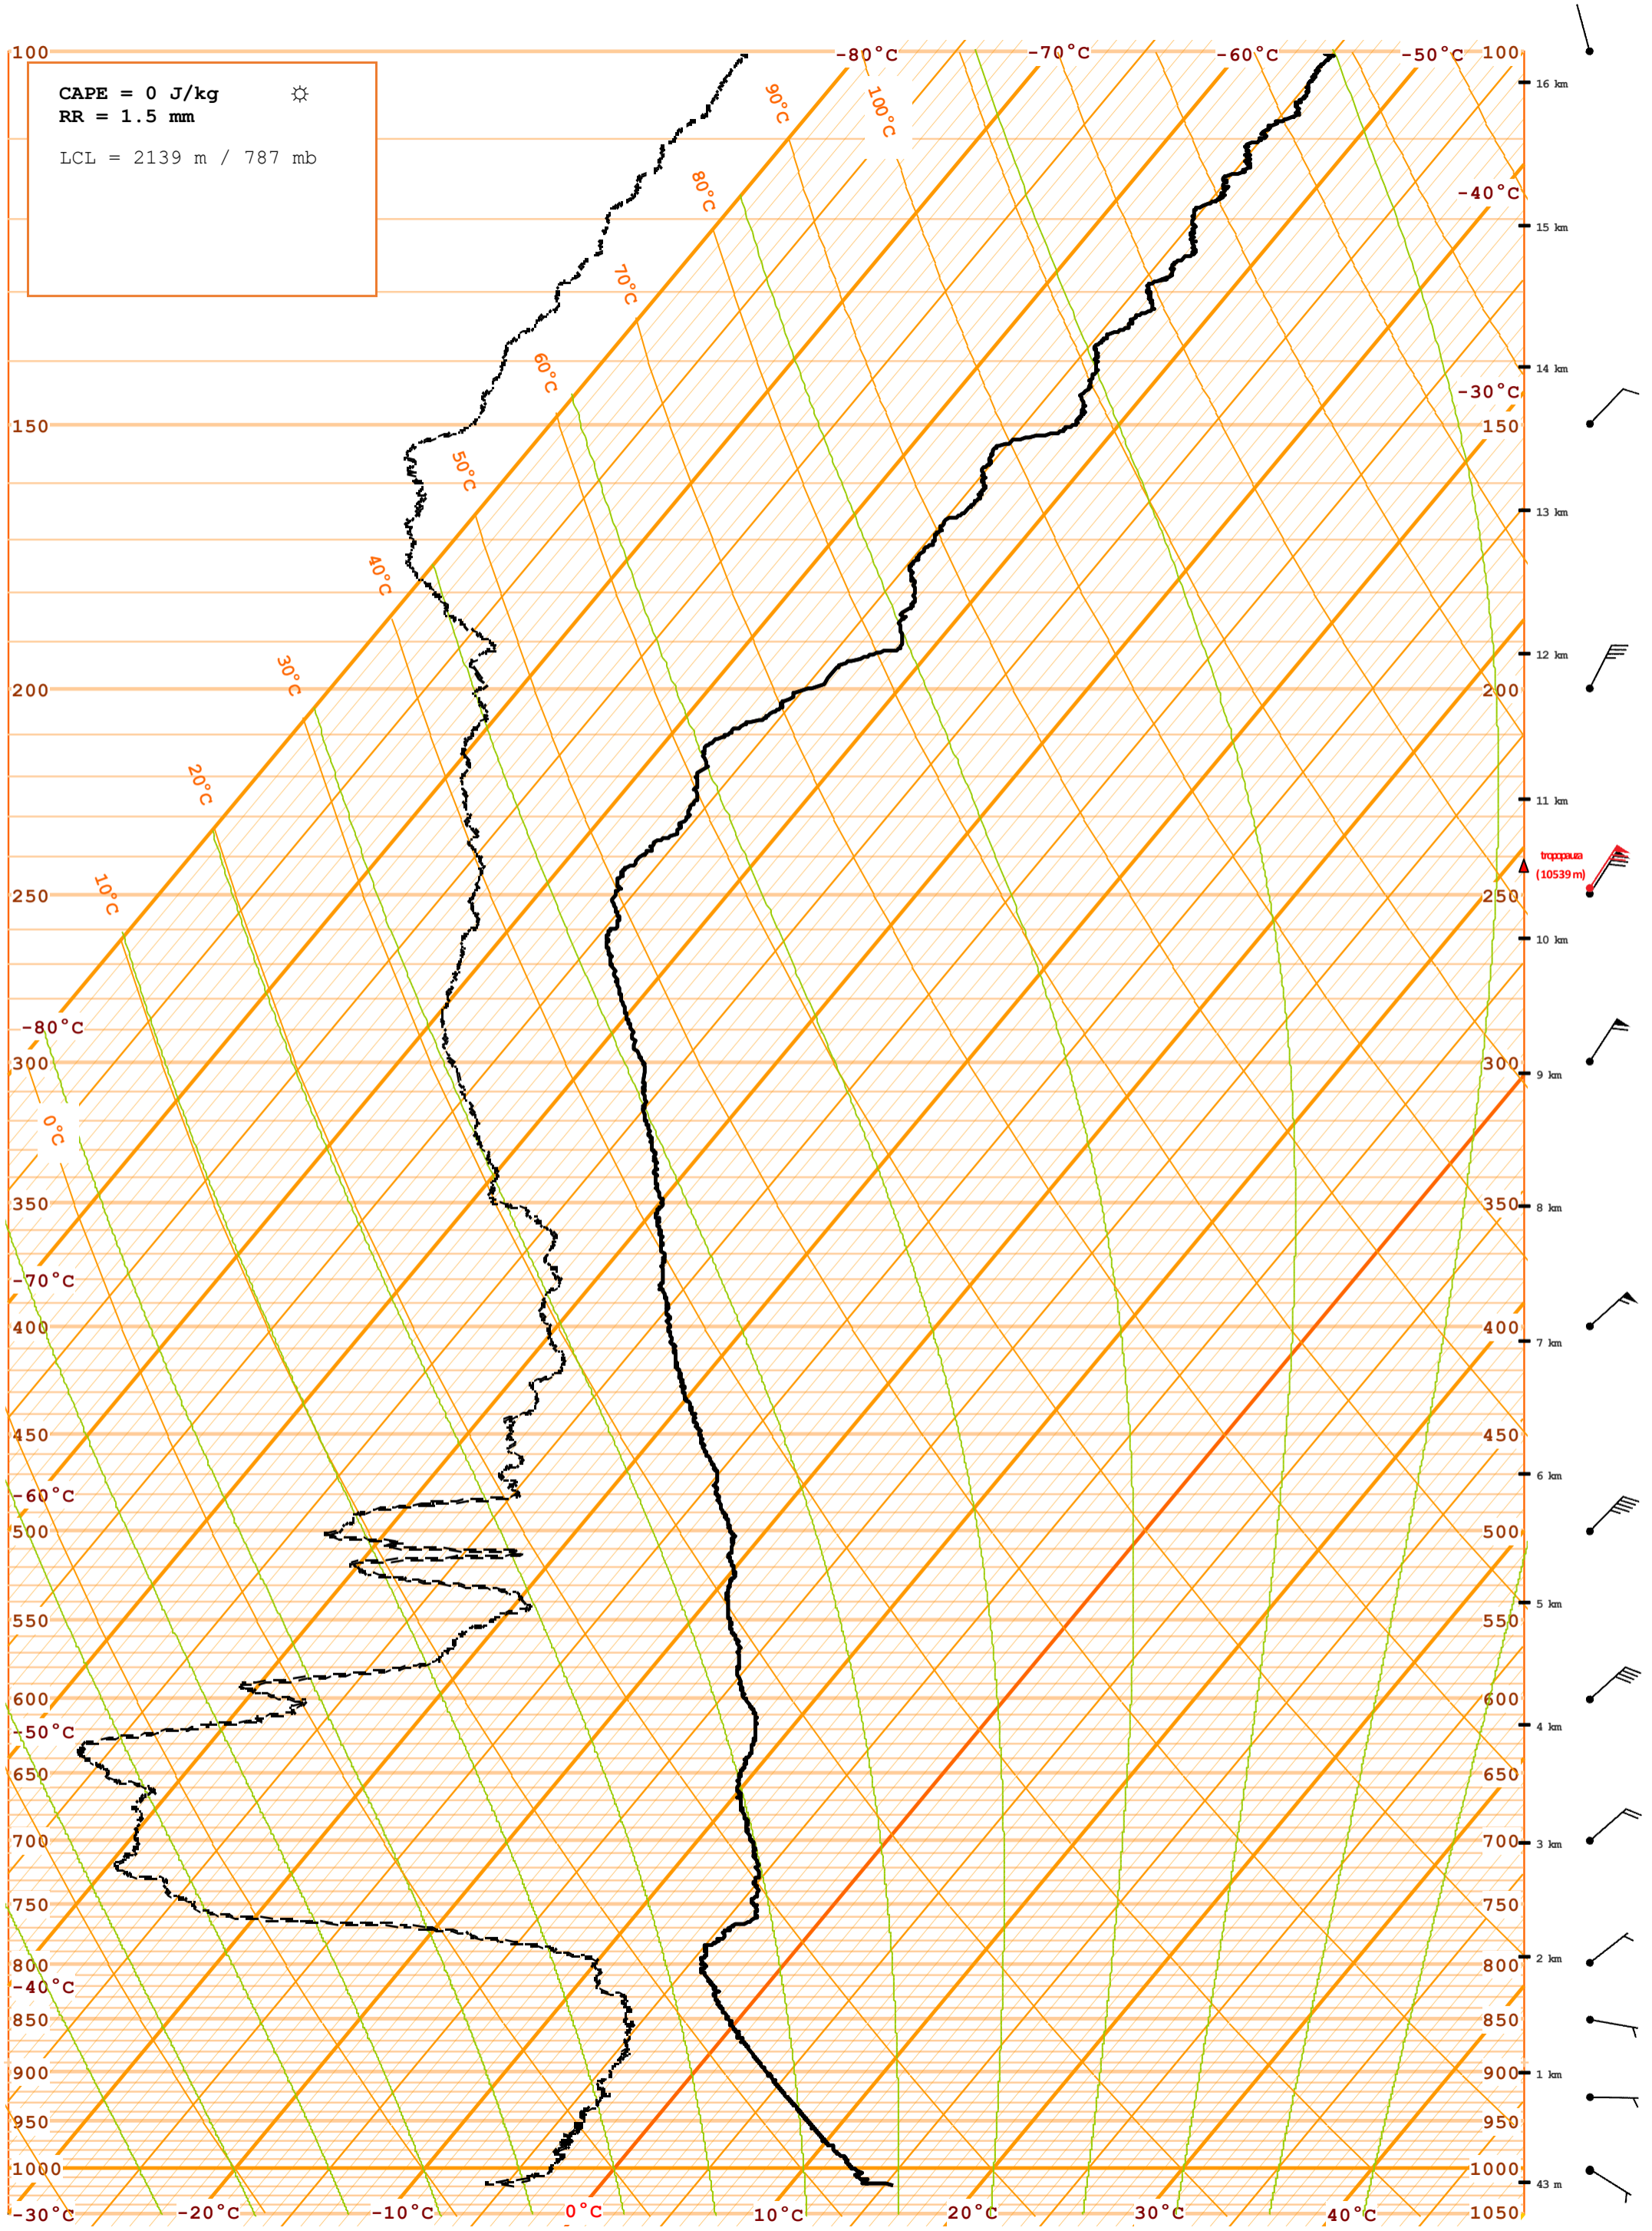 100 -80°C -70°C -60°C -50°C 100
CAPE = 0 J/kg ☼
RR = 1.5 mm
LCL = 2139 m / 787 mb
16 km
90°C 100°C
80°C -40°C
15 km
70°C
60°C 14 km
-30°C
150 150
50°C
13 km
40°C
30°C 12 km
200 200
20°C 11 km
tropopauza
(10539 m)
10°C 250 250
10 km
-80°C
300 300
9 km
0°C
350 350 8 km
-70°C
400 400
7 km
450 450
6 km
-60°C
500 500
5 km
550 550
600 600
4 km
-50°C
650 650
700 700 3 km
750 750
2 km
800 800
-40°C
850 850
900 900 1 km
950 950
1000 1000
43 m
-30°C -20°C -10°C 0°C 10°C 20°C 30°C 40°C 1050